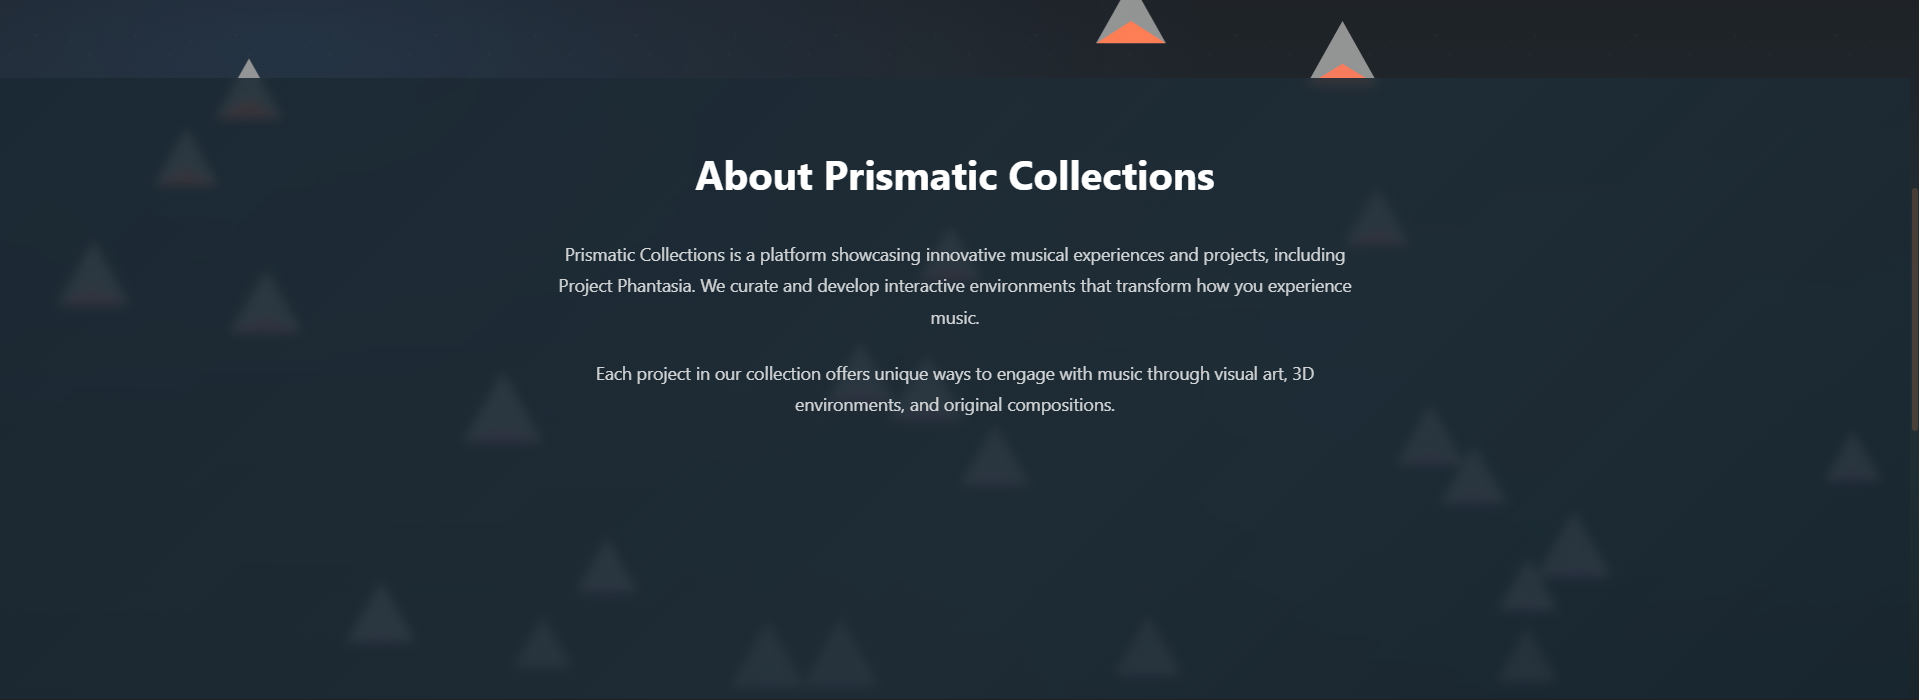 About Prismatic Collections
Prismatic Collections is a platform showcasing innovative musical experiences and projects, including
Project Phantasia. We curate and develop interactive environments that transform how you experience
music.
Each project in our collection offers unique ways to engage with music through visual art, 3D
environments, and original compositions.